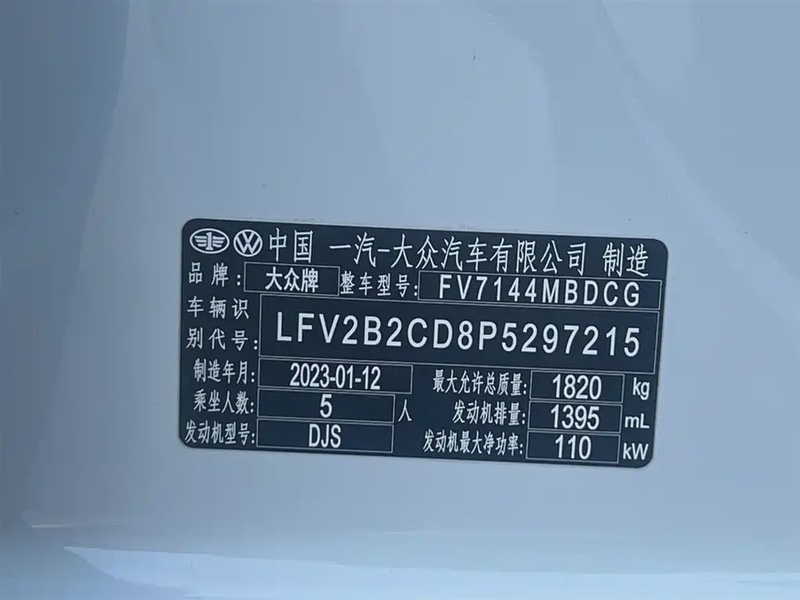 中国 一汽-大众汽车有限公司 制造
品牌: 大众牌 整车型号: FV7144MBDCG
车辆识别代号: LFV2B2CD8P5297215
制造年月: 2023-01-12 最大允许总质量: 1820 kg
乘坐人数: 5 人 发动机排量: 1395 mL
发动机型号: DJS 发动机最大净功率: 110 kW